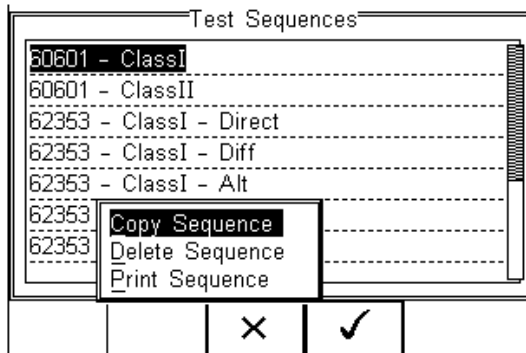 Test Sequences
60601 - ClassI
60601 - ClassII
62353 - ClassI - Direct
62353 - ClassI - Diff
62353 - ClassI - Alt
62353
62353
Copy Sequence
Delete Sequence
Print Sequence